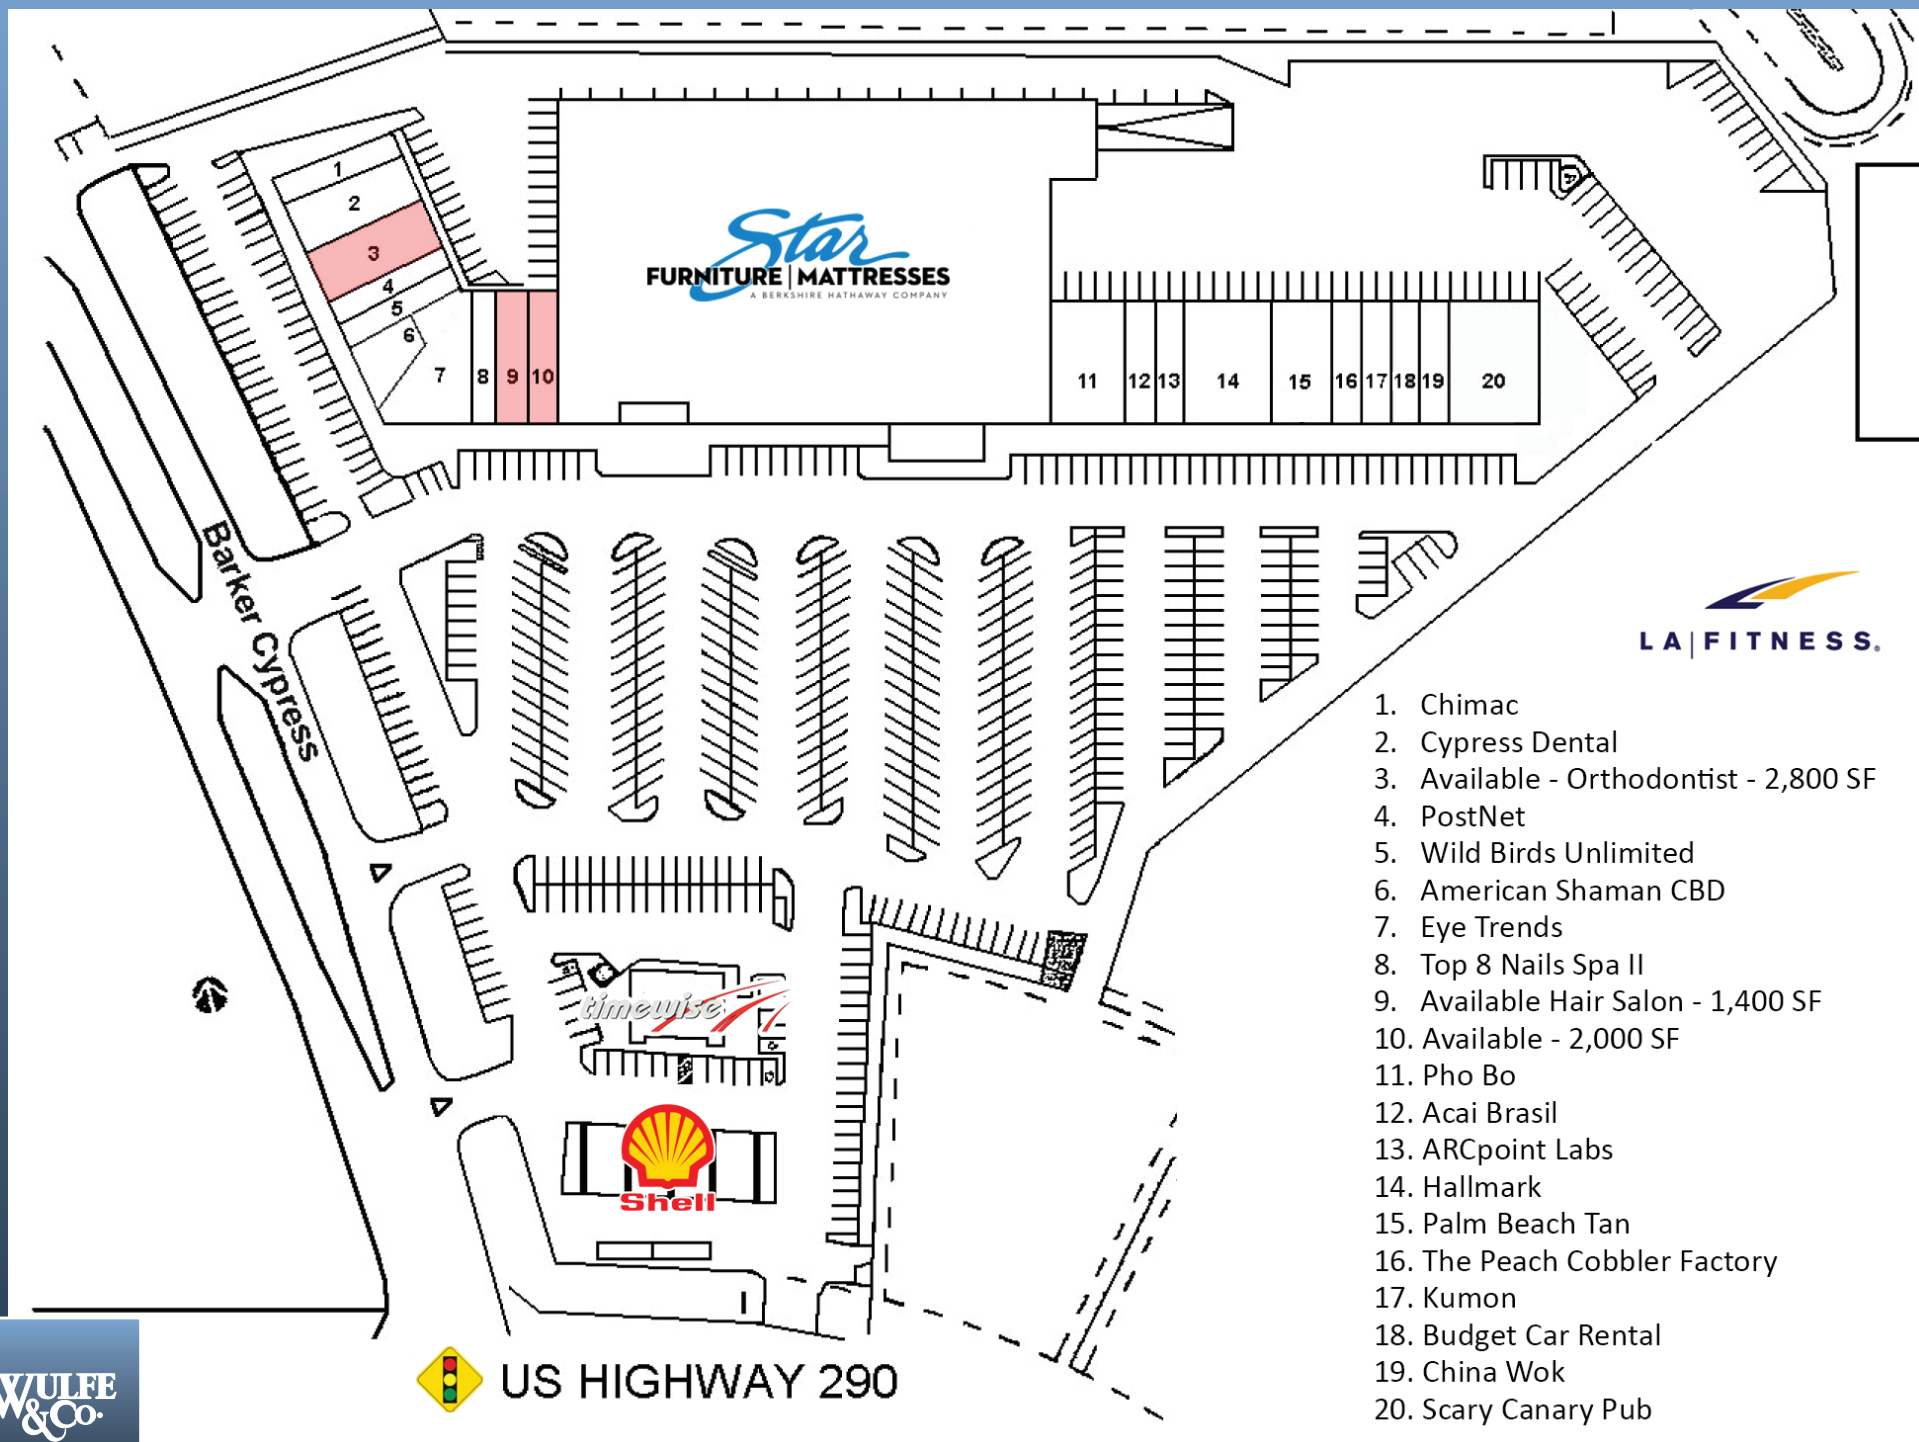 1
2
3
4
5
6
7
8
9
10
Star
FURNITURE | MATTRESSES
A BERKSHIRE HATHAWAY COMPANY
11
12
13
14
15
16
17
18
19
20
Barker Cypress
LA|FITNESS.
1. Chimac
2. Cypress Dental
3. Available - Orthodontist - 2,800 SF
4. PostNet
5. Wild Birds Unlimited
6. American Shaman CBD
7. Eye Trends
8. Top 8 Nails Spa II
9. Available Hair Salon - 1,400 SF
10. Available - 2,000 SF
11. Pho Bo
12. Acai Brasil
13. ARCpoint Labs
14. Hallmark
15. Palm Beach Tan
16. The Peach Cobbler Factory
17. Kumon
18. Budget Car Rental
19. China Wok
20. Scary Canary Pub
timewise
Shell
US HIGHWAY 290
WULFE
&CO.